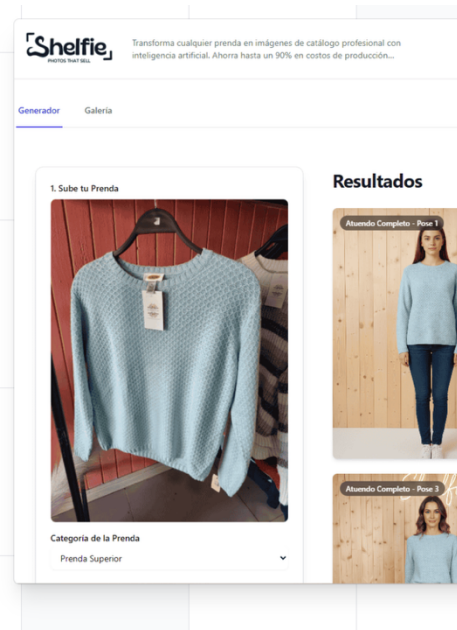 Shelfie
PHOTOS THAT SELL
Transforma cualquier prenda en imágenes de catálogo profesional con
inteligencia artificial. Ahorra hasta un 90% en costos de producción...
Generador
Galería
1. Sube tu Prenda
Resultados
Atuendo Completo - Pose 1
Atuendo Completo - Pose 3
Categoría de la Prenda
Prenda Superior